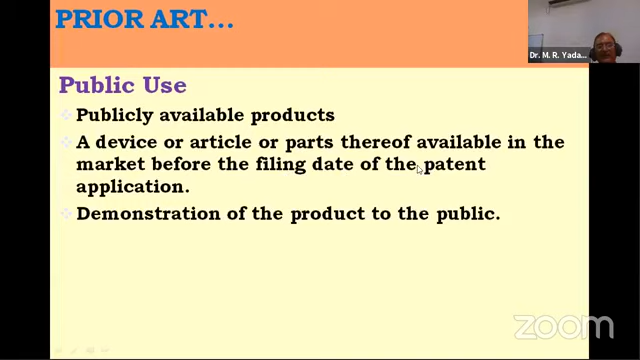 PRIOR ART...
Dr. M. R. Yada...
Public Use
Publicly available products
A device or article or parts thereof available in the
market before the filing date of the patent
application.
Demonstration of the product to the public.
zoom